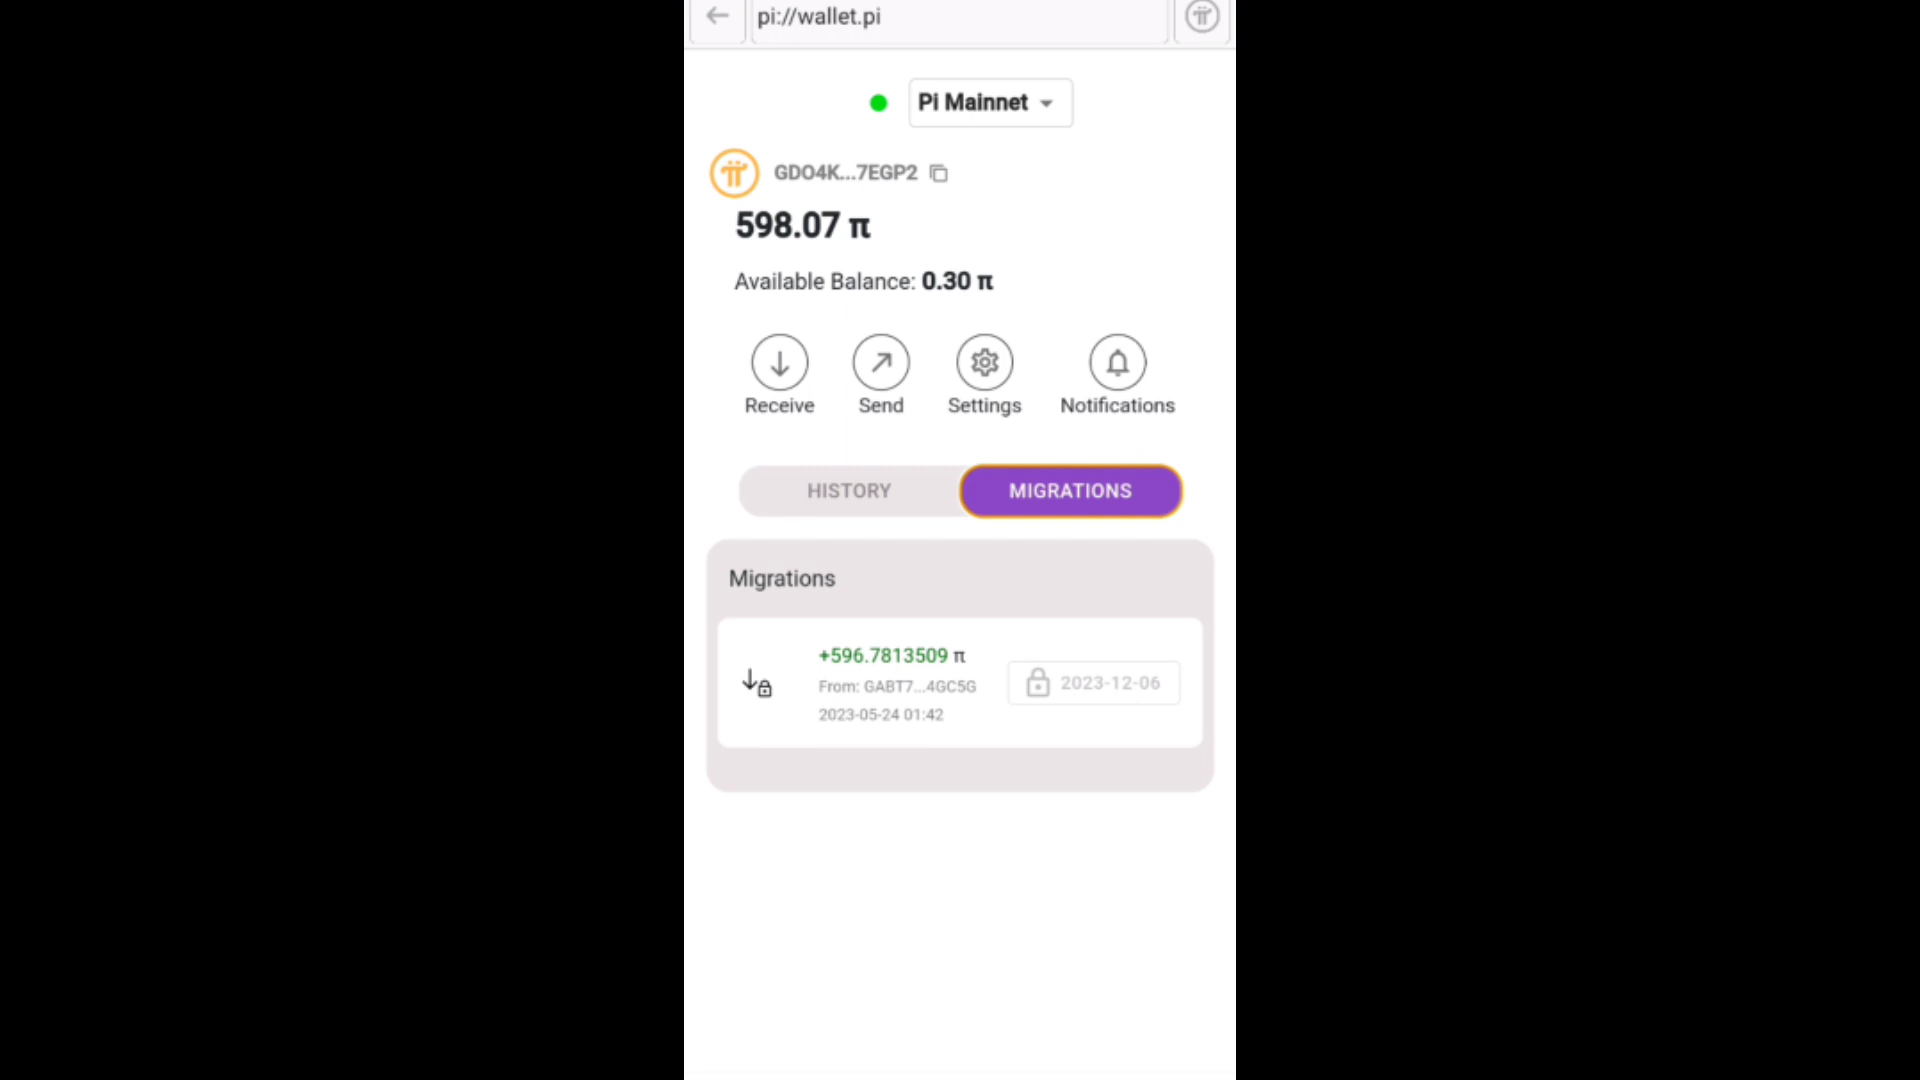 pi://wallet.pi
Pi Mainnet
GDO4K...7EGP2
598.07 π
Available Balance: 0.30 π
Receive Send Settings Notifications
HISTORY MIGRATIONS
Migrations
+596.7813509 π
From: GABT7...4GC5G
2023-05-24 01:42
2023-12-06